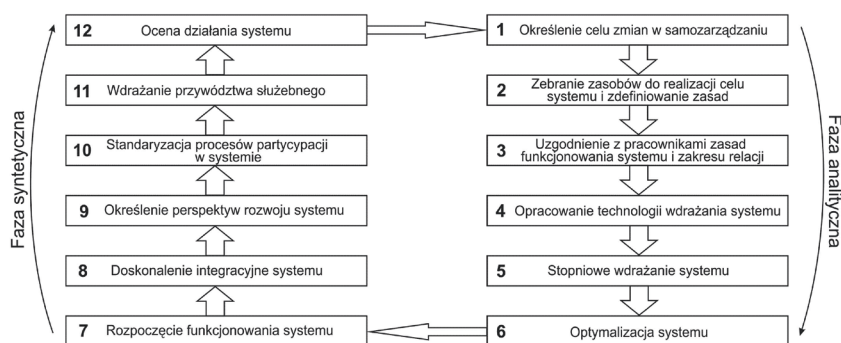 12 Ocena działania systemu
1 Określenie celu zmian w samozarządzaniu
11 Wdrażanie przywództwa służebnego
2 Zebranie zasobów do realizacji celu
systemu i zdefiniowanie zasad
10 Standaryzacja procesów partycypacji
w systemie
3 Uzgodnienie z pracownikami zasad
funkcjonowania systemu i zakresu relacji
9 Określenie perspektyw rozwoju systemu
4 Opracowanie technologii wdrażania systemu
8 Doskonalenie integracyjne systemu
5 Stopniowe wdrażanie systemu
7 Rozpoczęcie funkcjonowania systemu
6 Optymalizacja systemu
Faza syntetyczna
Faza analityczna